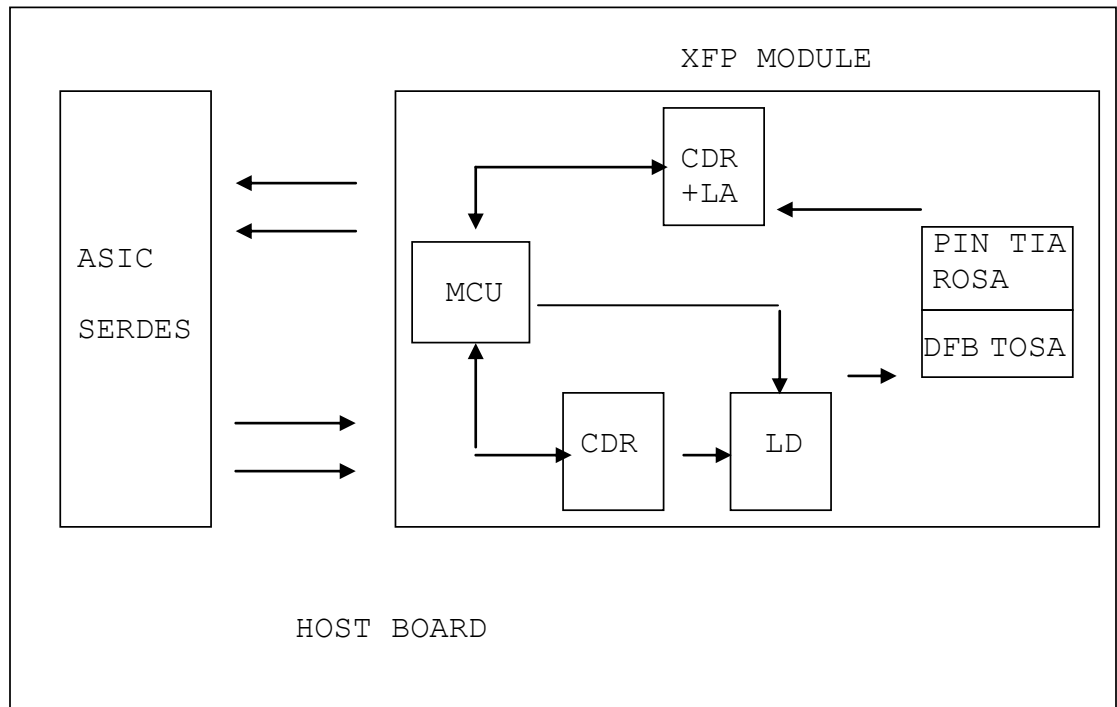 XFP MODULE
CDR
+LA
ASIC
SERDES
MCU
PIN TIA
ROSA
DFB TOSA
CDR
LD
HOST BOARD